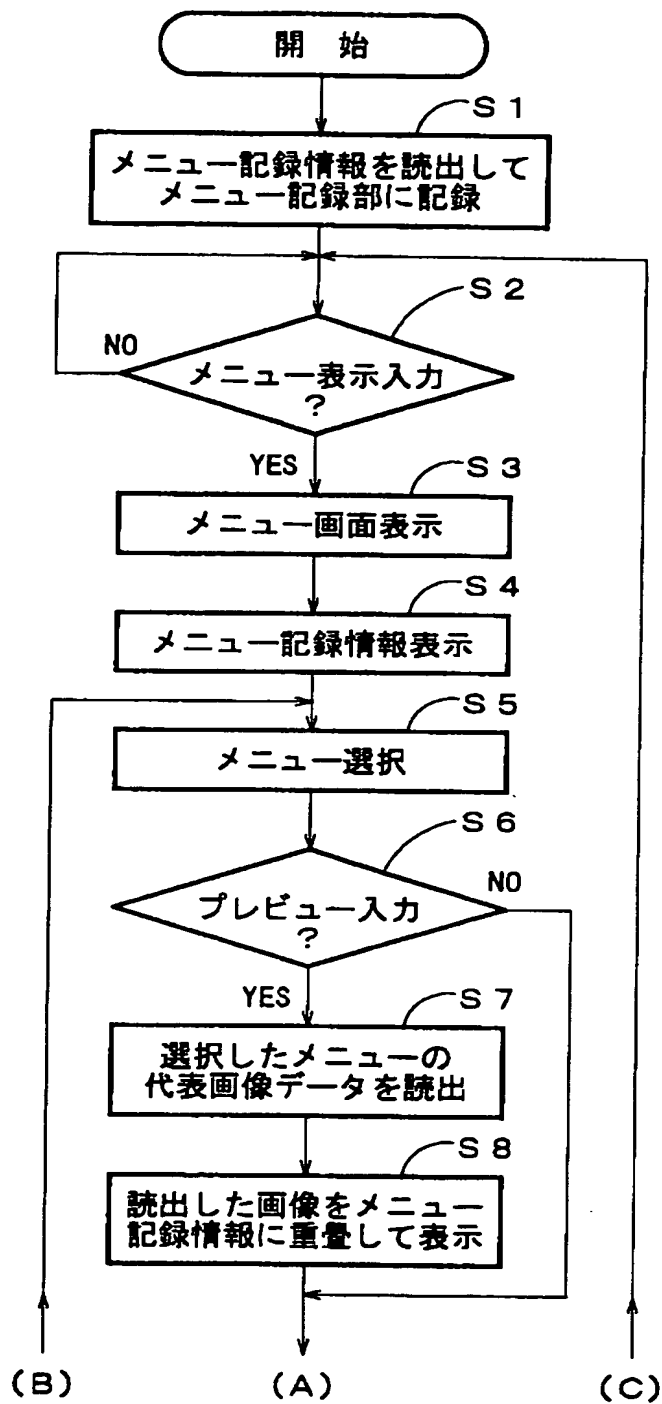 開 始
S1
メニュー記録情報を読出して
メニュー記録部に記録
S2
NO
メニュー表示入力
?
YES
S3
メニュー画面表示
S4
メニュー記録情報表示
S5
メニュー選択
S6
NO
プレビュー入力
?
YES
S7
選択したメニューの
代表画像データを読出
S8
読出した画像をメニュー
記録情報に重畳して表示
(B)
(A)
(C)